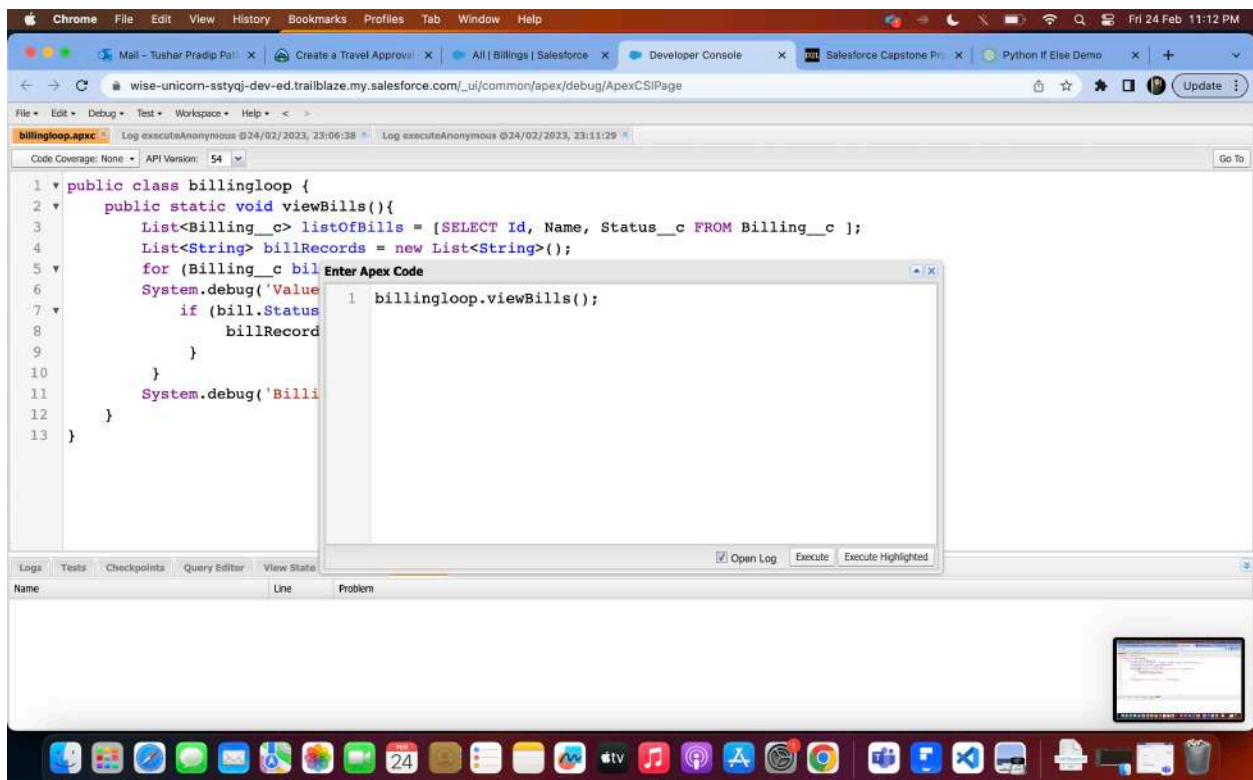 Chrome File Edit View History Bookmarks Profiles Tab Window Help Fri 24 Feb 11:12 PM
Mail – Tushar Pradip Pati Create a Travel Approval All | Billings | Salesforce Developer Console Salesforce Capstone Pro Python If Else Demo
wise-unicorn-sstyqj-dev-ed.trailblaze.my.salesforce.com/_ui/common/apex/debug/ApexCSIPage Update
File Edit Debug Test Workspace Help < >
billingloop.apxc Log executeAnonymous @24/02/2023, 23:06:38 Log executeAnonymous @24/02/2023, 23:11:29
Code Coverage: None API Version: 54 Go To
1 public class billingloop {
2 public static void viewBills(){
3 List<Billing__c> listOfBills = [SELECT Id, Name, Status__c FROM Billing__c ];
4 List<String> billRecords = new List<String>();
5 for (Billing__c bil
6 System.debug('Value
7 if (bill.Status
8 billRecord
9 }
10 }
11 System.debug('Billi
12 }
13 }
Enter Apex Code
1 billingloop.viewBills();
Open Log Execute Execute Highlighted
Logs Tests Checkpoints Query Editor View State
Name Line Problem
FEB
24
tv